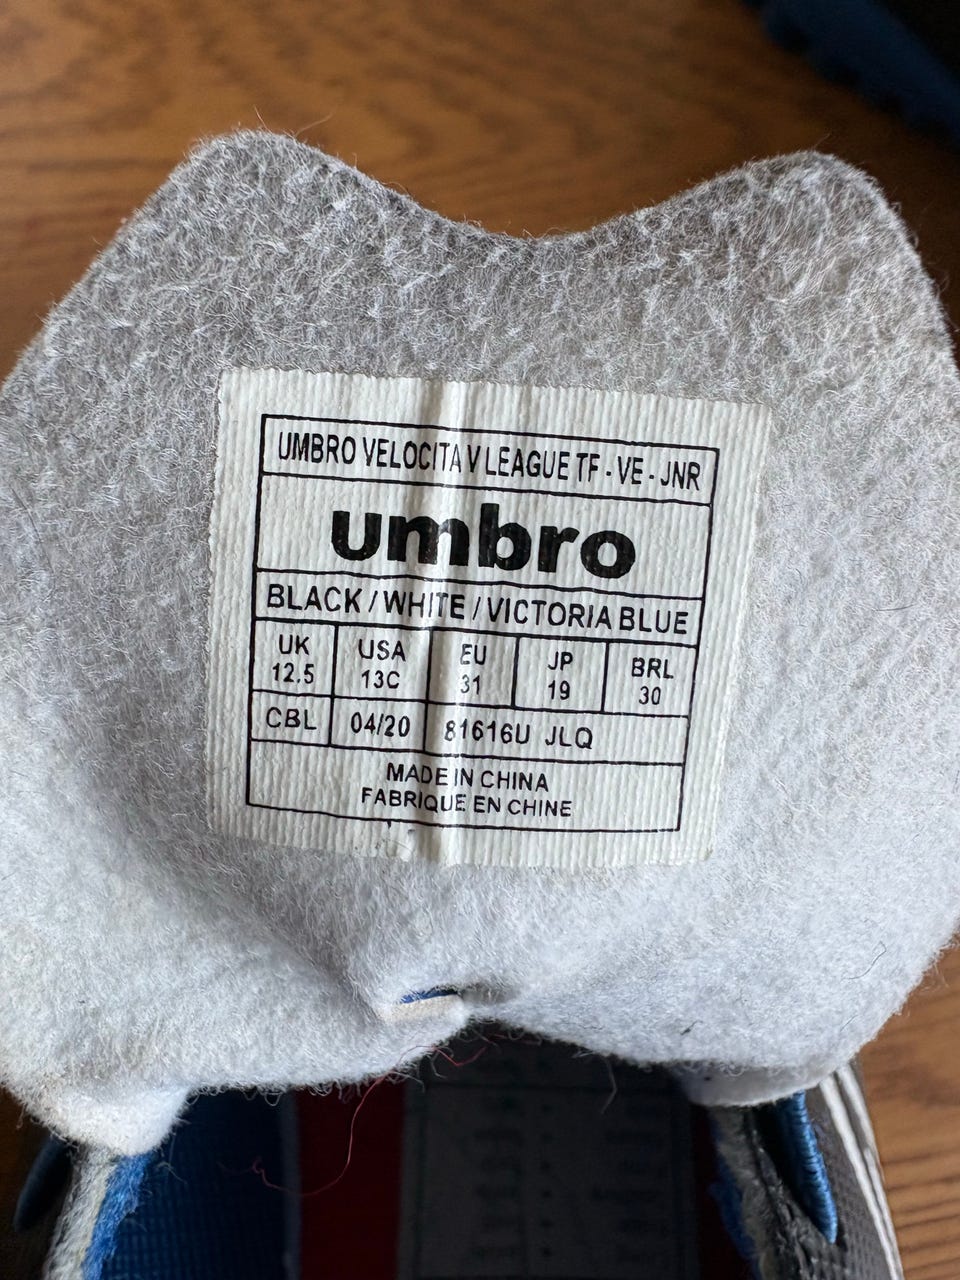 UMBRO VELOCITA V LEAGUE TF - VE - JNR
umbro
BLACK / WHITE / VICTORIA BLUE
UK USA EU JP BRL
12.5 13C 31 19 30
CBL 04/20 81616U JLQ
MADE IN CHINA
FABRIQUE EN CHINE